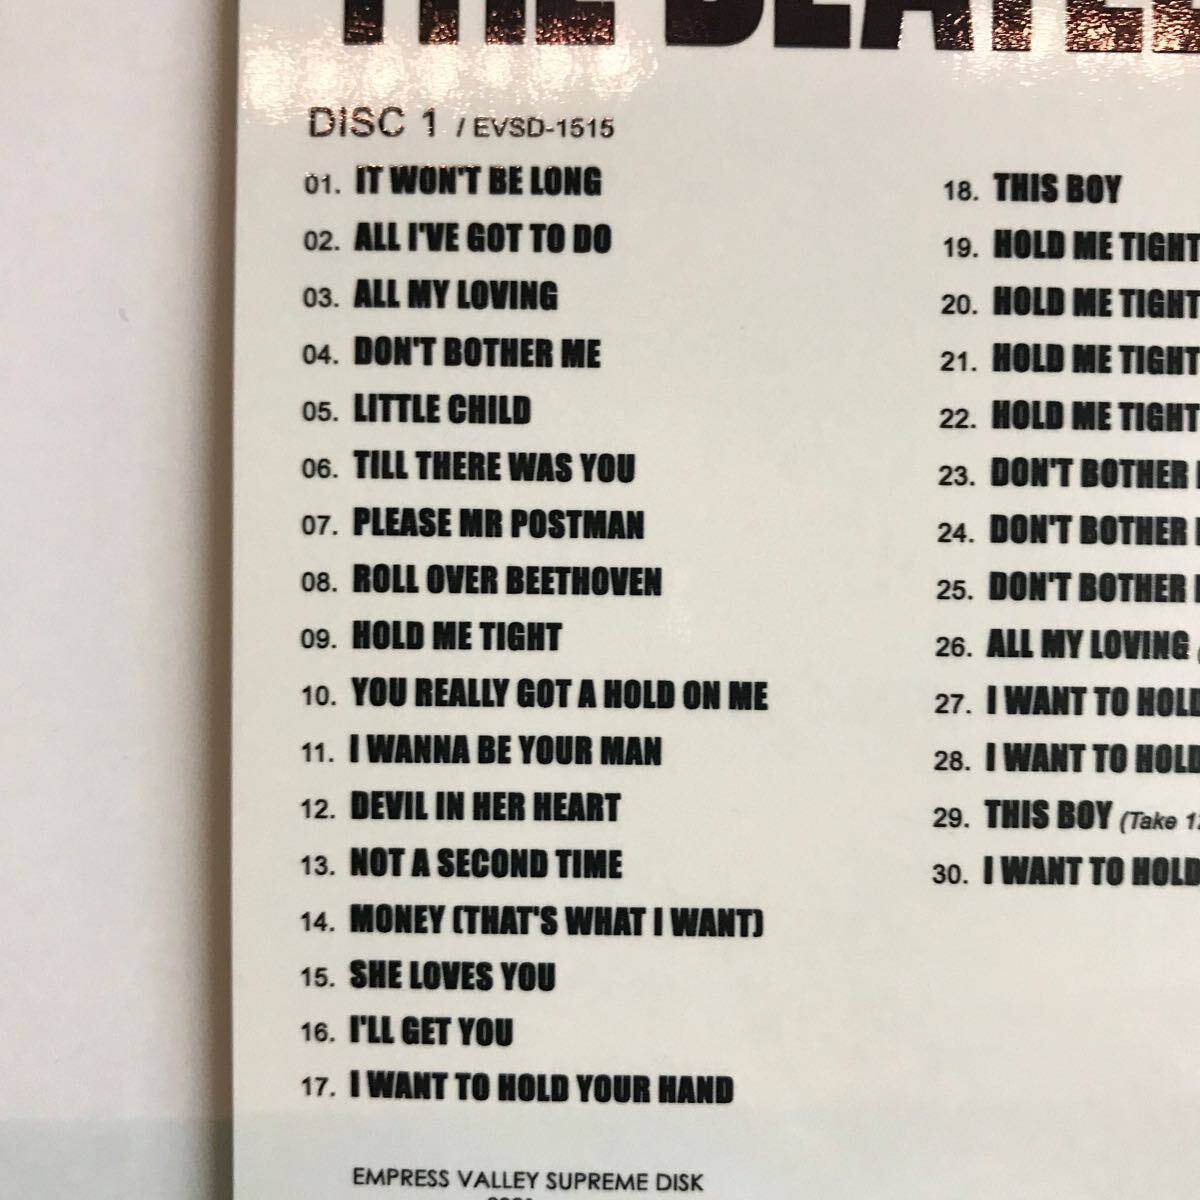 THE BEATLE
DISC 1 / EVSD-1515
01. IT WON'T BE LONG
02. ALL I'VE GOT TO DO
03. ALL MY LOVING
04. DON'T BOTHER ME
05. LITTLE CHILD
06. TILL THERE WAS YOU
07. PLEASE MR POSTMAN
08. ROLL OVER BEETHOVEN
09. HOLD ME TIGHT
10. YOU REALLY GOT A HOLD ON ME
11. I WANNA BE YOUR MAN
12. DEVIL IN HER HEART
13. NOT A SECOND TIME
14. MONEY (THAT'S WHAT I WANT)
15. SHE LOVES YOU
16. I'LL GET YOU
17. I WANT TO HOLD YOUR HAND
18. THIS BOY
19. HOLD ME TIGHT
20. HOLD ME TIGHT
21. HOLD ME TIGHT
22. HOLD ME TIGHT
23. DON'T BOTHER
24. DON'T BOTHER
25. DON'T BOTHER
26. ALL MY LOVING (
27. I WANT TO HOLD
28. I WANT TO HOLD
29. THIS BOY (Take
30. I WANT TO HOLD
EMPRESS VALLEY SUPREME DISK